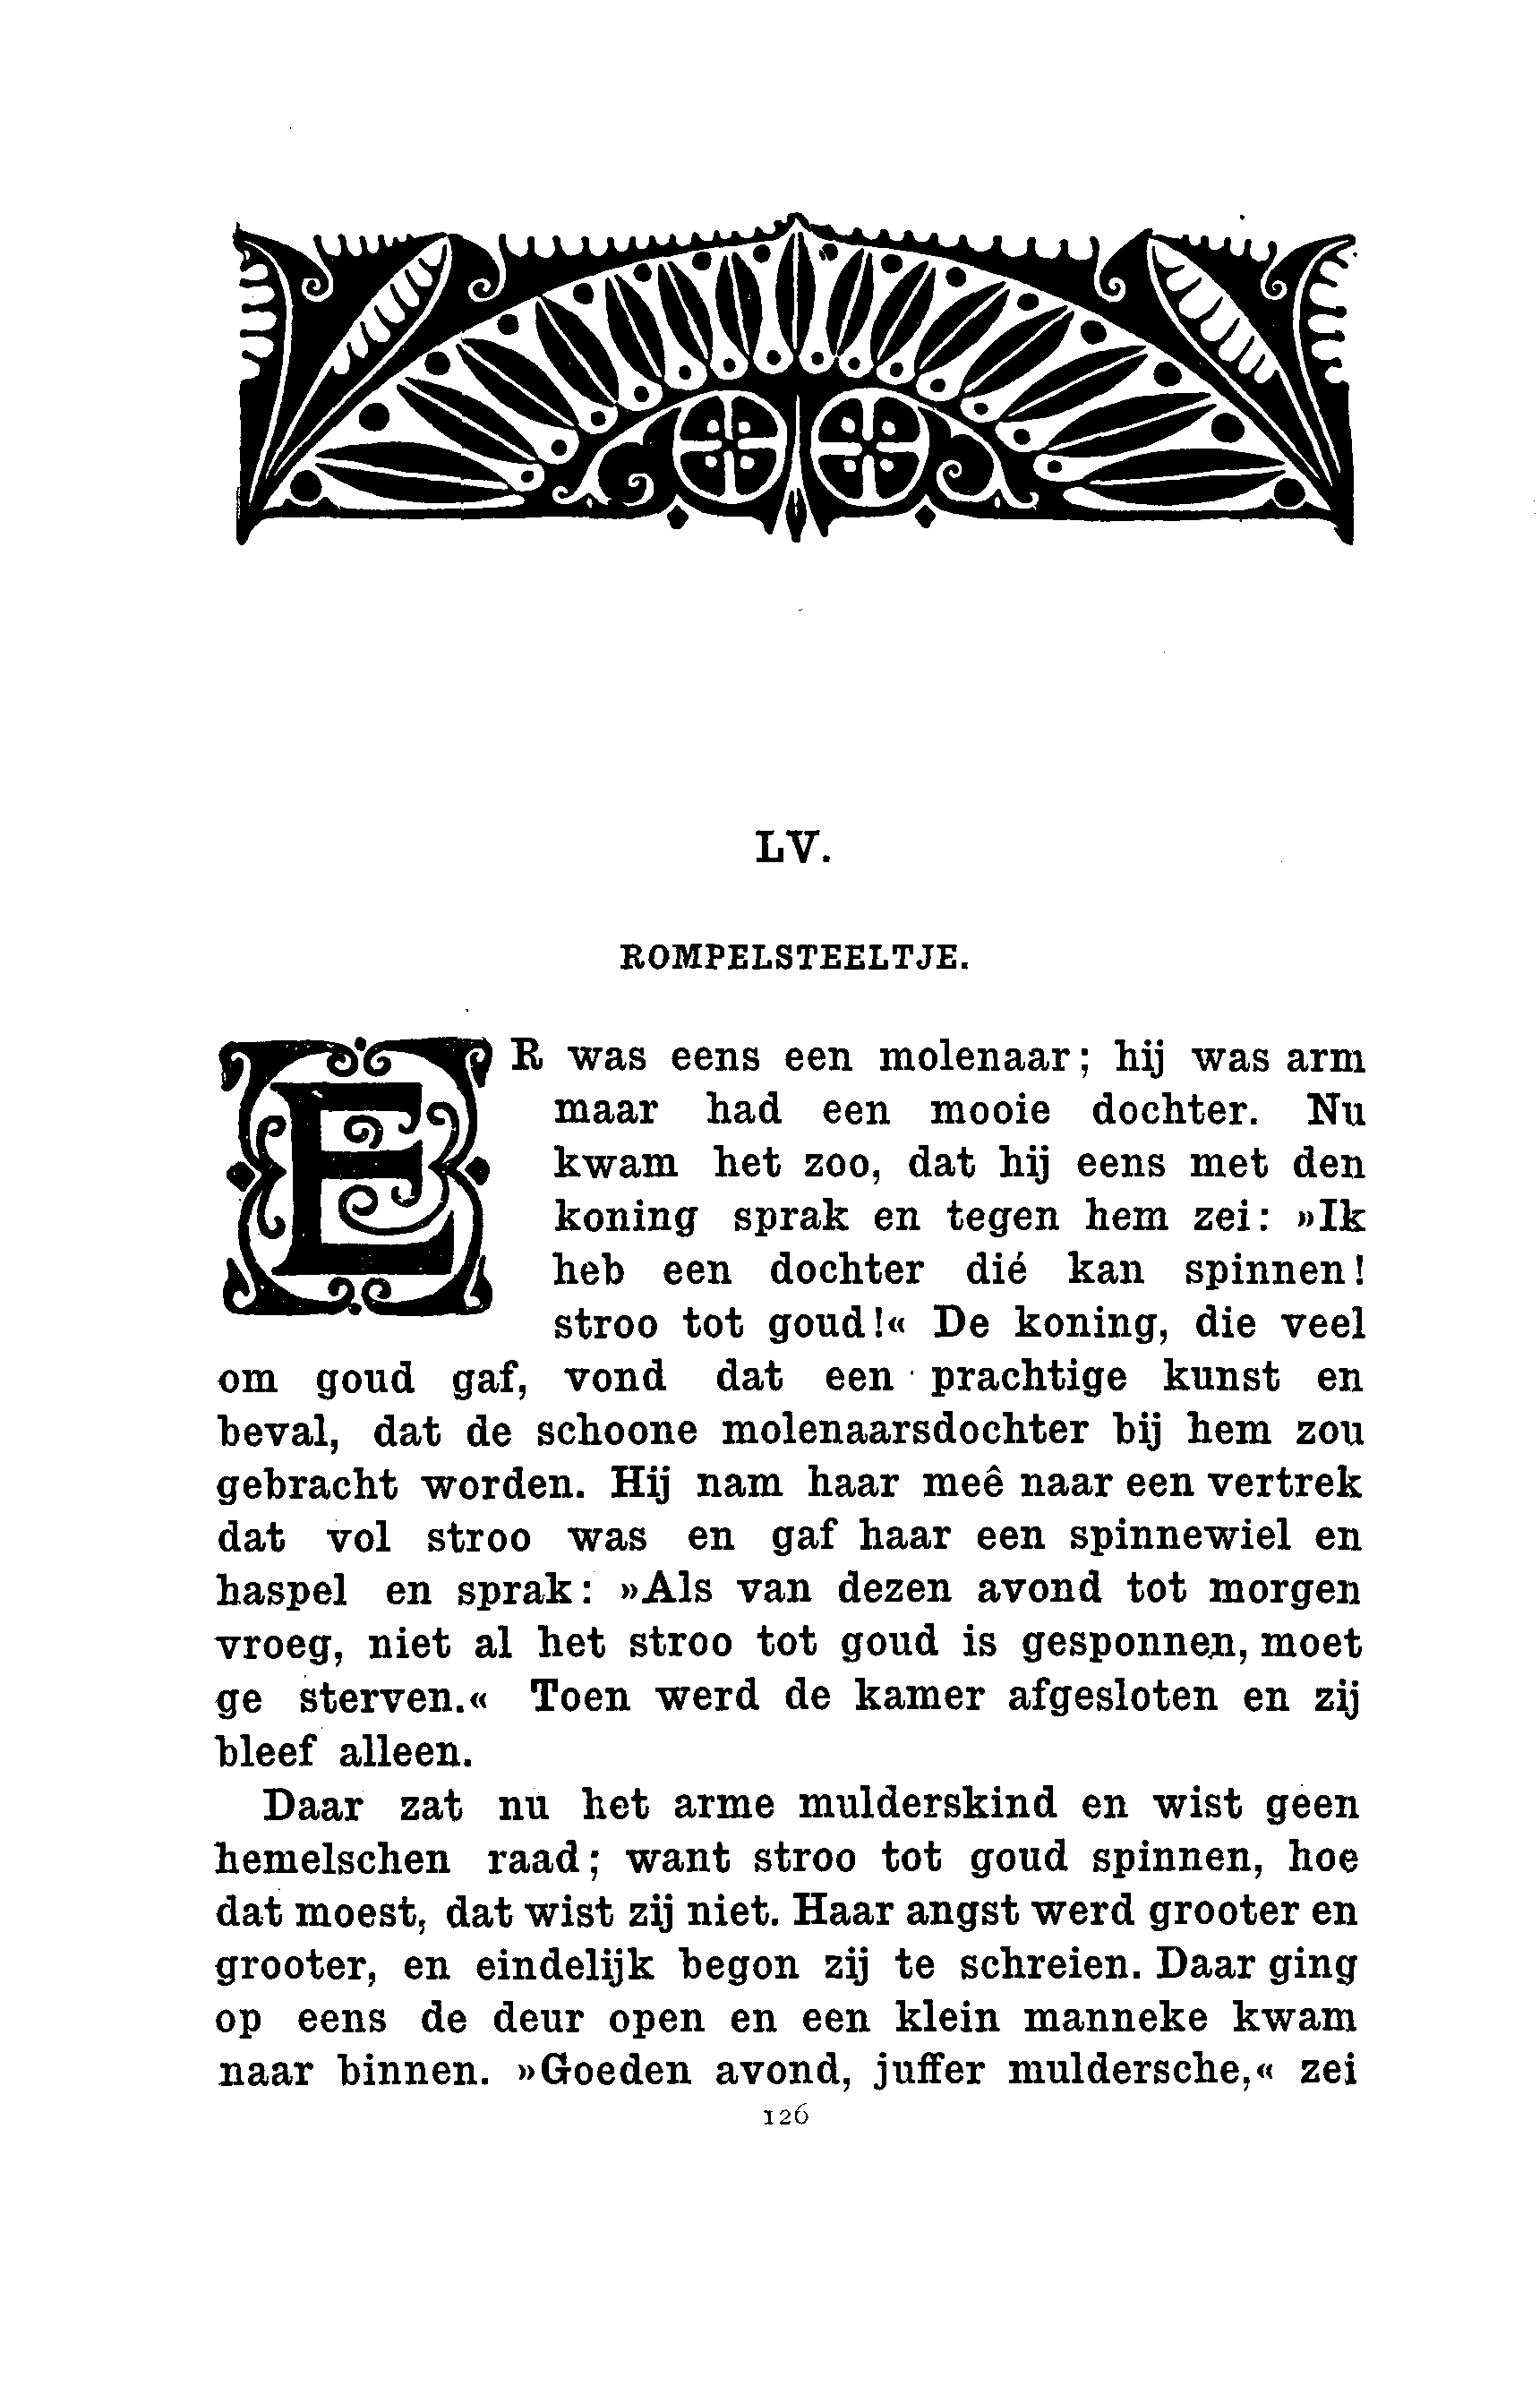 LV.
ROMPELSTEELTJE.
ER was eens een molenaar; hij was arm
maar had een mooie dochter. Nu
kwam het zoo, dat hij eens met den
koning sprak en tegen hem zei: »Ik
heb een dochter dié kan spinnen!
stroo tot goud!« De koning, die veel
om goud gaf, vond dat een prachtige kunst en
beval, dat de schoone molenaarsdochter bij hem zou
gebracht worden. Hij nam haar meê naar een vertrek
dat vol stroo was en gaf haar een spinnewiel en
haspel en sprak: »Als van dezen avond tot morgen
vroeg, niet al het stroo tot goud is gesponnen, moet
ge sterven.« Toen werd de kamer afgesloten en zij
bleef alleen.
Daar zat nu het arme mulderskind en wist geen
hemelschen raad; want stroo tot goud spinnen, hoe
dat moest, dat wist zij niet. Haar angst werd grooter en
grooter, en eindelijk begon zij te schreien. Daar ging
op eens de deur open en een klein manneke kwam
naar binnen. »Goeden avond, juffer muldersche,« zei
126